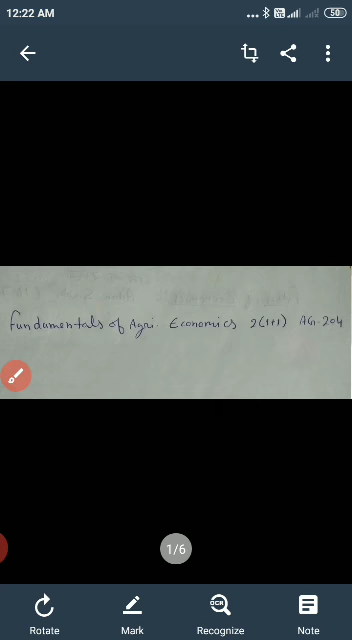 12:22 AM
50
Fundamentals of Agri. Economics 2(1+1) AG-204
1/6
OCR
Rotate Mark Recognize Note